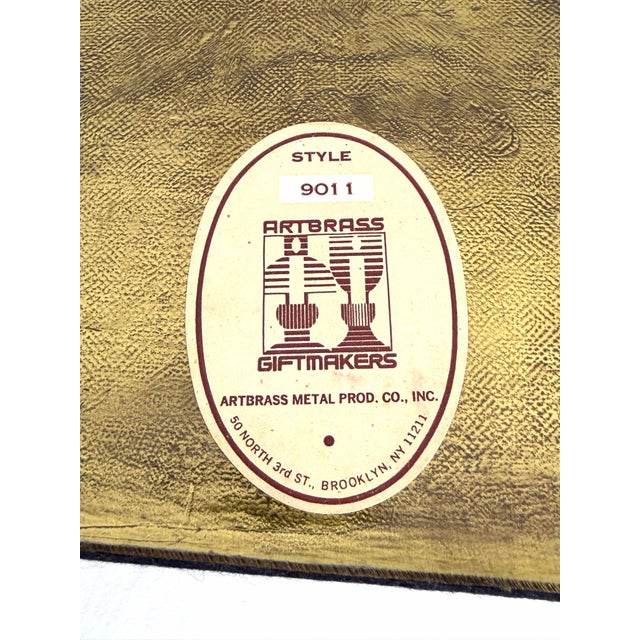 STYLE
9011
ARTBRASS
GIFTMAKERS
ARTBRASS METAL PROD. CO., INC.
50 NORTH 3rd ST., BROOKLYN, NY 11211